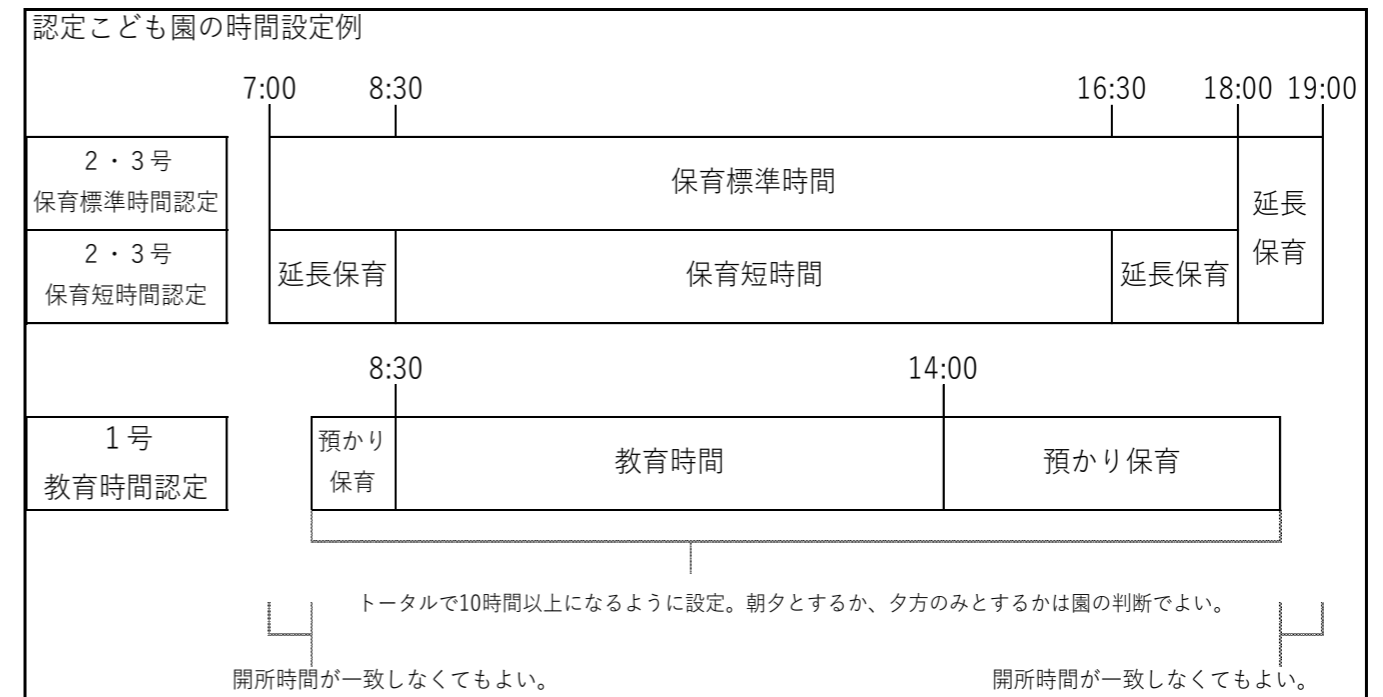 認定こども園の時間設定例
7:00 8:30 16:30 18:00 19:00
２・３号
保育標準時間認定
保育標準時間
延長
保育
２・３号
保育短時間認定
延長保育
保育短時間
延長保育
8:30 14:00
１号
教育時間認定
預かり
保育
教育時間
預かり保育
トータルで10時間以上になるように設定。朝夕とするか、夕方のみとするかは園の判断でよい。
開所時間が一致しなくてもよい。
開所時間が一致しなくてもよい。